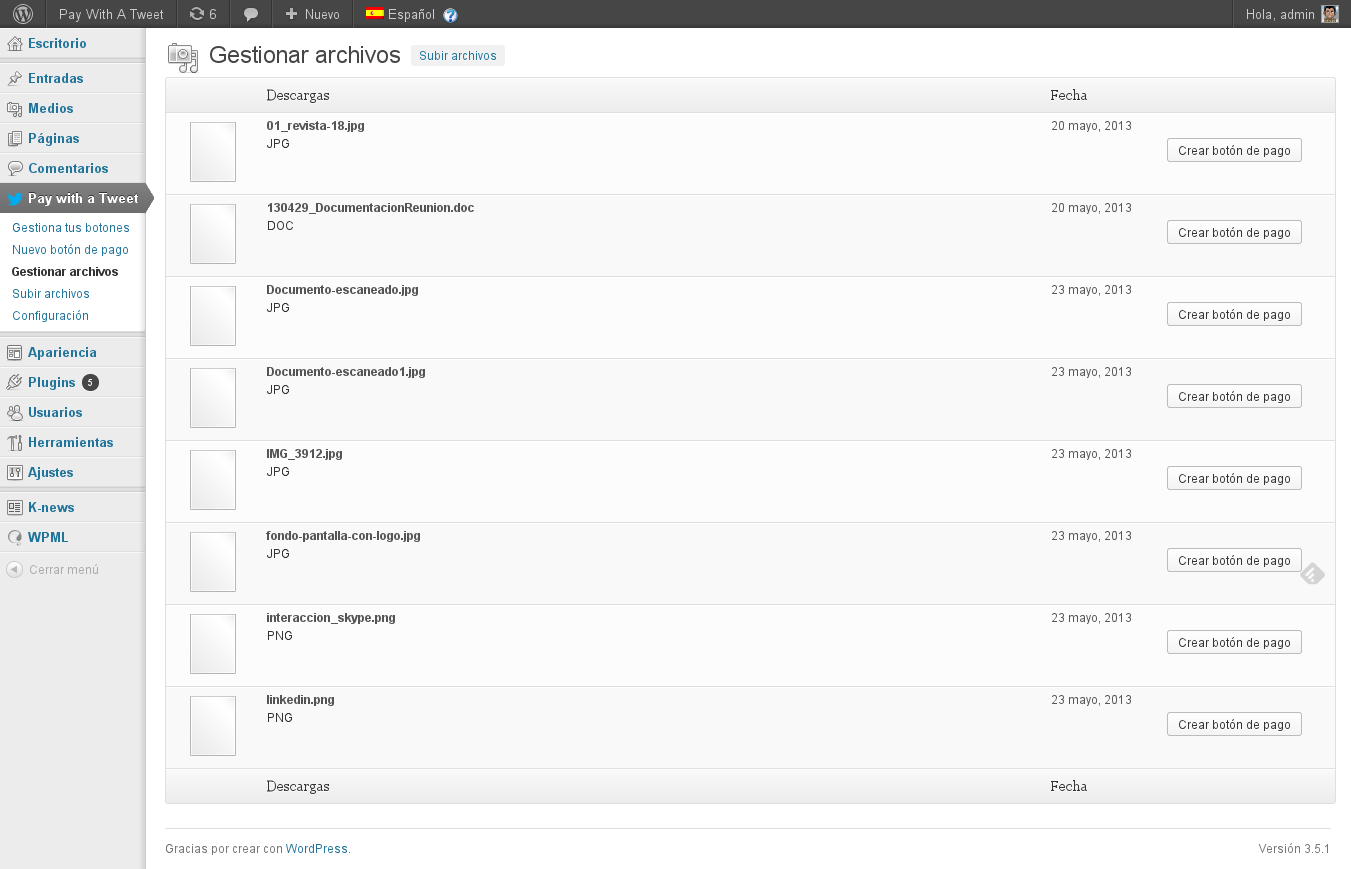 Pay With A Tweet 6 Nuevo Español Hola, admin
Escritorio
Entradas
Medios
Páginas
Comentarios
Pay with a Tweet
Gestiona tus botones
Nuevo botón de pago
Gestionar archivos
Subir archivos
Configuración
Apariencia
Plugins 5
Usuarios
Herramientas
Ajustes
K-news
WPML
Cerrar menú
Gestionar archivos Subir archivos
Descargas Fecha
01_revista-18.jpg 20 mayo, 2013
JPG
Crear botón de pago
130429_DocumentacionReunion.doc 20 mayo, 2013
DOC
Crear botón de pago
Documento-escaneado.jpg 23 mayo, 2013
JPG
Crear botón de pago
Documento-escaneado1.jpg 23 mayo, 2013
JPG
Crear botón de pago
IMG_3912.jpg 23 mayo, 2013
JPG
Crear botón de pago
fondo-pantalla-con-logo.jpg 23 mayo, 2013
JPG
Crear botón de pago
interaccion_skype.png 23 mayo, 2013
PNG
Crear botón de pago
linkedin.png 23 mayo, 2013
PNG
Crear botón de pago
Descargas Fecha
Gracias por crear con WordPress. Versión 3.5.1